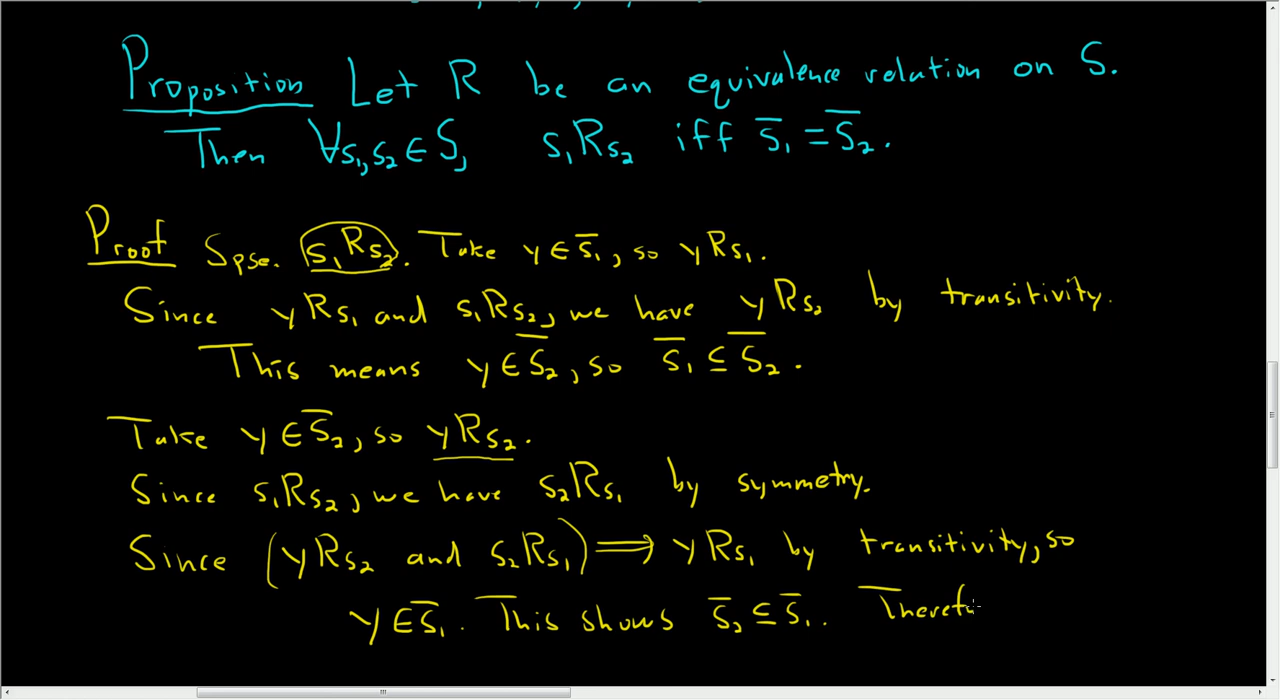 Proposition Let R be an equivalence relation on S.
Then ∀s₁,s₂ ∈ S, s₁Rs₂ iff s̅₁ = s̅₂.
Proof Spse. s₁Rs₂. Take y ∈ s̅₁, so yRs₁.
Since yRs₁ and s₁Rs₂, we have yRs₂ by transitivity.
This means y ∈ s̅₂, so s̅₁ ⊆ s̅₂.
Take y ∈ s̅₂, so yRs₂.
Since s₁Rs₂, we have s₂Rs₁ by symmetry.
Since (yRs₂ and s₂Rs₁) ⟹ yRs₁ by transitivity, so
y ∈ s̅₁. This shows s̅₂ ⊆ s̅₁. Therefo